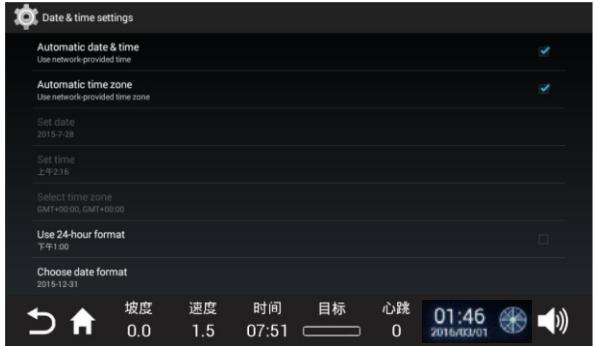 Date & time settings
Automatic date & time
Use network-provided time
Automatic time zone
Use network-provided time zone
Set date
2015-7-28
Set time
上午2:16
Select time zone
GMT+00:00, GMT+00:00
Use 24-hour format
下午1:00
Choose date format
2015-12-31
坡度 速度 时间 目标 心跳
0.0 1.5 07:51 0
01:46
2016/03/01